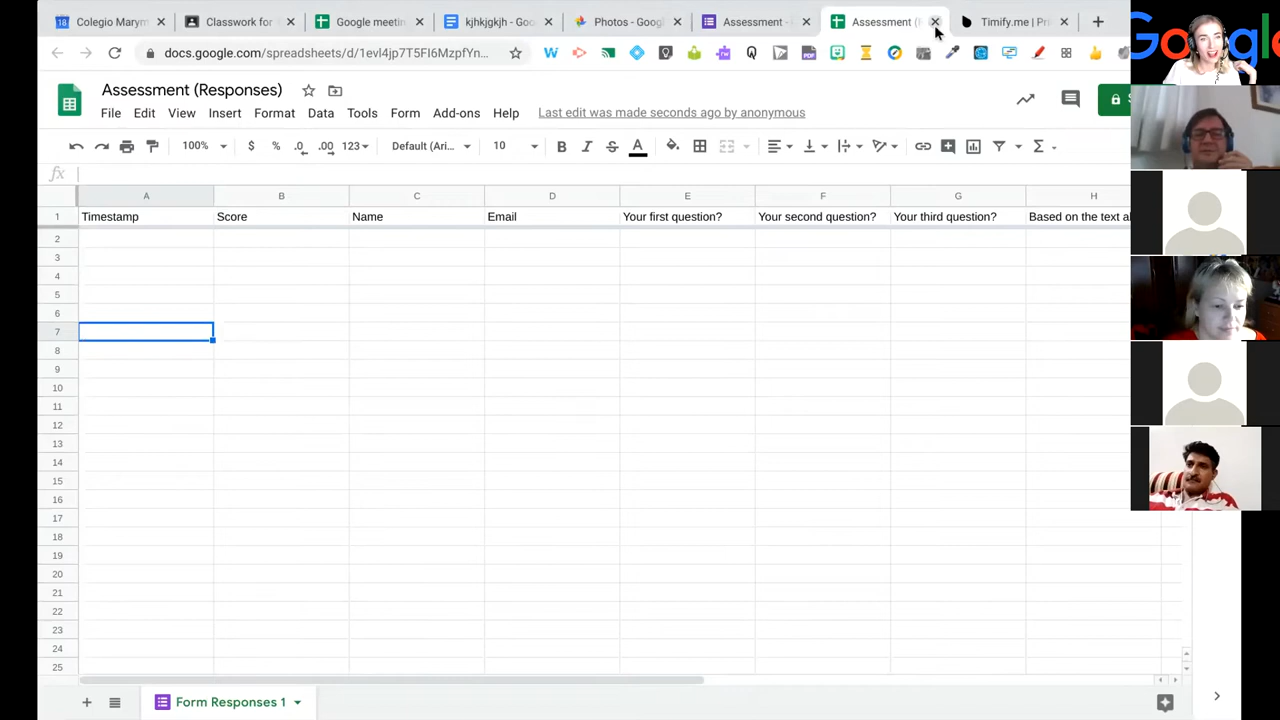 Colegio Marym
Classwork for
Google meetin
kjhkjgkjh - Goo
Photos - Googl
Assessment -
Assessment (
Timify.me | Pri
docs.google.com/spreadsheets/d/1evl4jp7T5FI6MzpfYn...
Assessment (Responses)
File Edit View Insert Format Data Tools Form Add-ons Help Last edit was made seconds ago by anonymous
100% $ % .0 .00 123 Default (Ari... 10 B I S A
fx
A B C D E F G H
1 Timestamp Score Name Email Your first question? Your second question? Your third question? Based on the text a
2
3
4
5
6
7
8
9
10
11
12
13
14
15
16
17
18
19
20
21
22
23
24
25
Form Responses 1